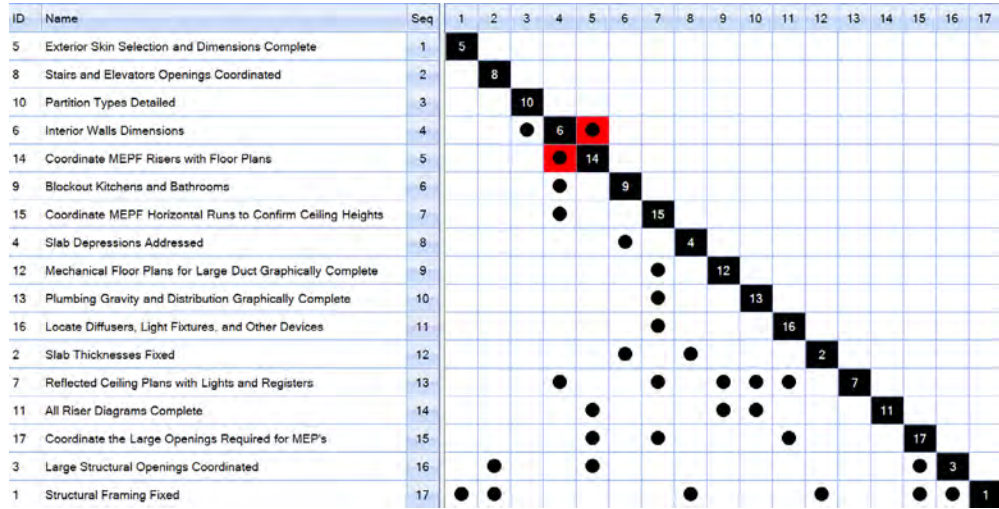 ID Name Seq 1 2 3 4 5 6 7 8 9 10 11 12 13 14 15 16 17
5 Exterior Skin Selection and Dimensions Complete 1 5
8 Stairs and Elevators Openings Coordinated 2 8
10 Partition Types Detailed 3 10
6 Interior Walls Dimensions 4 6
14 Coordinate MEPF Risers with Floor Plans 5 14
9 Blockout Kitchens and Bathrooms 6 9
15 Coordinate MEPF Horizontal Runs to Confirm Ceiling Heights 7 15
4 Slab Depressions Addressed 8 4
12 Mechanical Floor Plans for Large Duct Graphically Complete 9 12
13 Plumbing Gravity and Distribution Graphically Complete 10 13
16 Locate Diffusers, Light Fixtures, and Other Devices 11 16
2 Slab Thicknesses Fixed 12 2
7 Reflected Ceiling Plans with Lights and Registers 13 7
11 All Riser Diagrams Complete 14 11
17 Coordinate the Large Openings Required for MEP's 15 17
3 Large Structural Openings Coordinated 16 3
1 Structural Framing Fixed 17 1